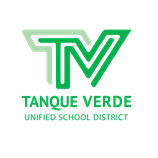 TV
TANQUE VERDE
UNIFIED SCHOOL DISTRICT